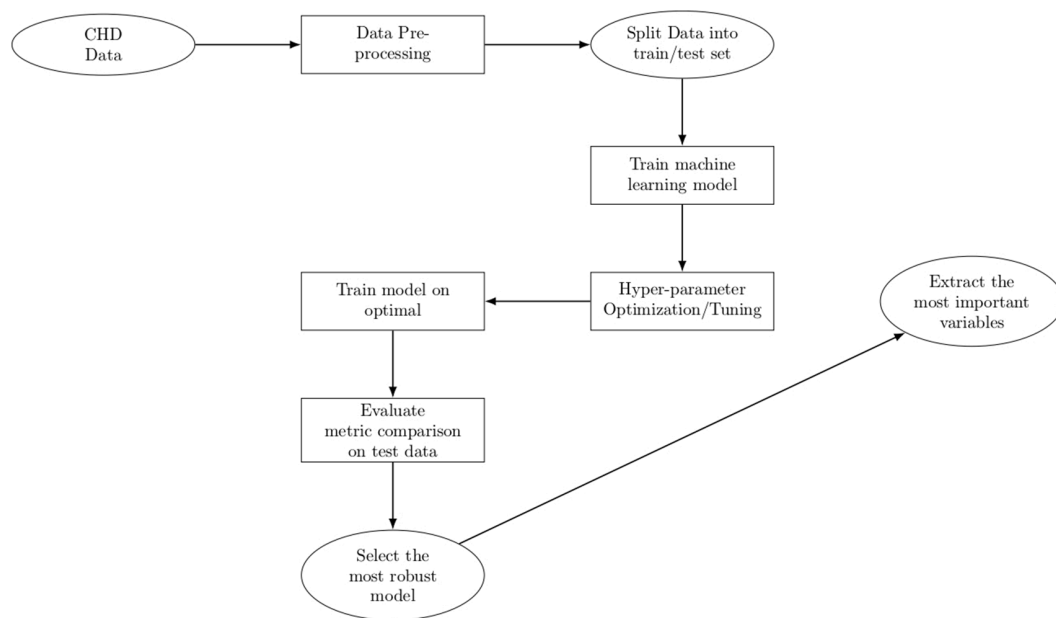 CHD
Data
Data Pre-
processing
Split Data into
train/test set
Train machine
learning model
Hyper-parameter
Optimization/Tuning
Train model on
optimal
Extract the
most important
variables
Evaluate
metric comparison
on test data
Select the
most robust
model